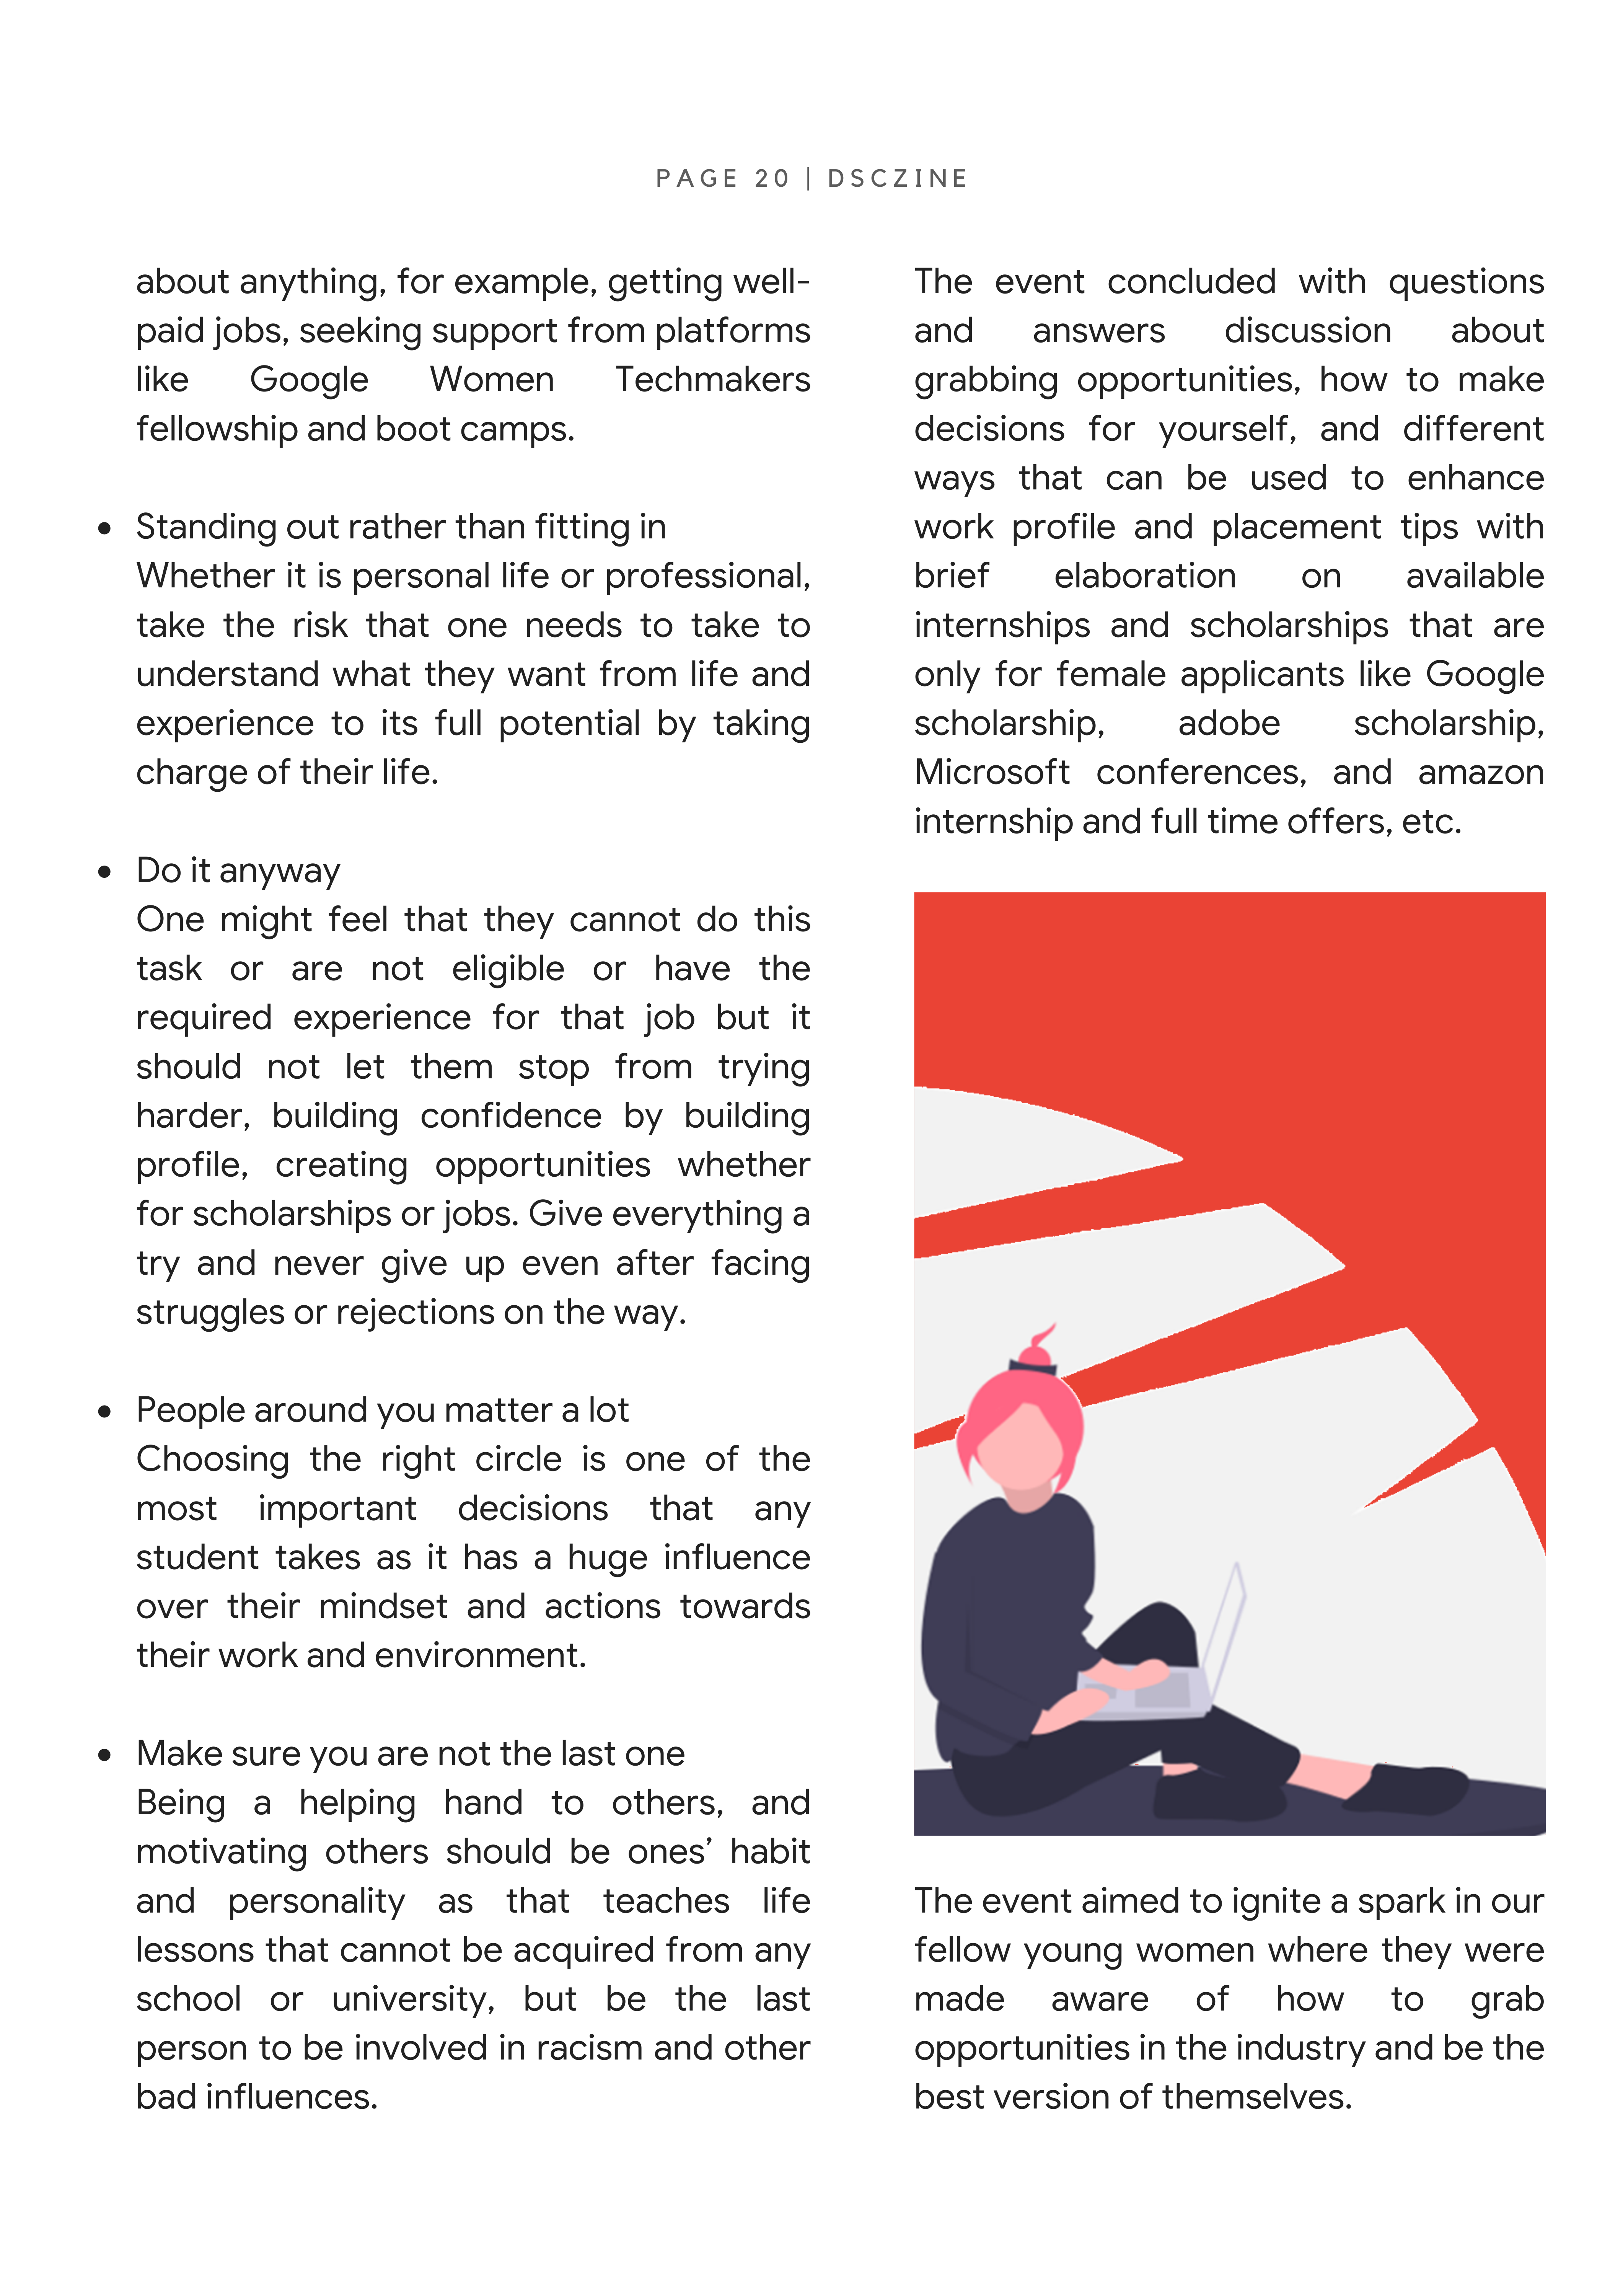 PAGE 20 | DSCZINE
about anything, for example, getting well-
paid jobs, seeking support from platforms
like Google Women Techmakers
fellowship and boot camps.
• Standing out rather than fitting in
Whether it is personal life or professional,
take the risk that one needs to take to
understand what they want from life and
experience to its full potential by taking
charge of their life.
• Do it anyway
One might feel that they cannot do this
task or are not eligible or have the
required experience for that job but it
should not let them stop from trying
harder, building confidence by building
profile, creating opportunities whether
for scholarships or jobs. Give everything a
try and never give up even after facing
struggles or rejections on the way.
• People around you matter a lot
Choosing the right circle is one of the
most important decisions that any
student takes as it has a huge influence
over their mindset and actions towards
their work and environment.
• Make sure you are not the last one
Being a helping hand to others, and
motivating others should be ones’ habit
and personality as that teaches life
lessons that cannot be acquired from any
school or university, but be the last
person to be involved in racism and other
bad influences.
The event concluded with questions
and answers discussion about
grabbing opportunities, how to make
decisions for yourself, and different
ways that can be used to enhance
work profile and placement tips with
brief elaboration on available
internships and scholarships that are
only for female applicants like Google
scholarship, adobe scholarship,
Microsoft conferences, and amazon
internship and full time offers, etc.
The event aimed to ignite a spark in our
fellow young women where they were
made aware of how to grab
opportunities in the industry and be the
best version of themselves.